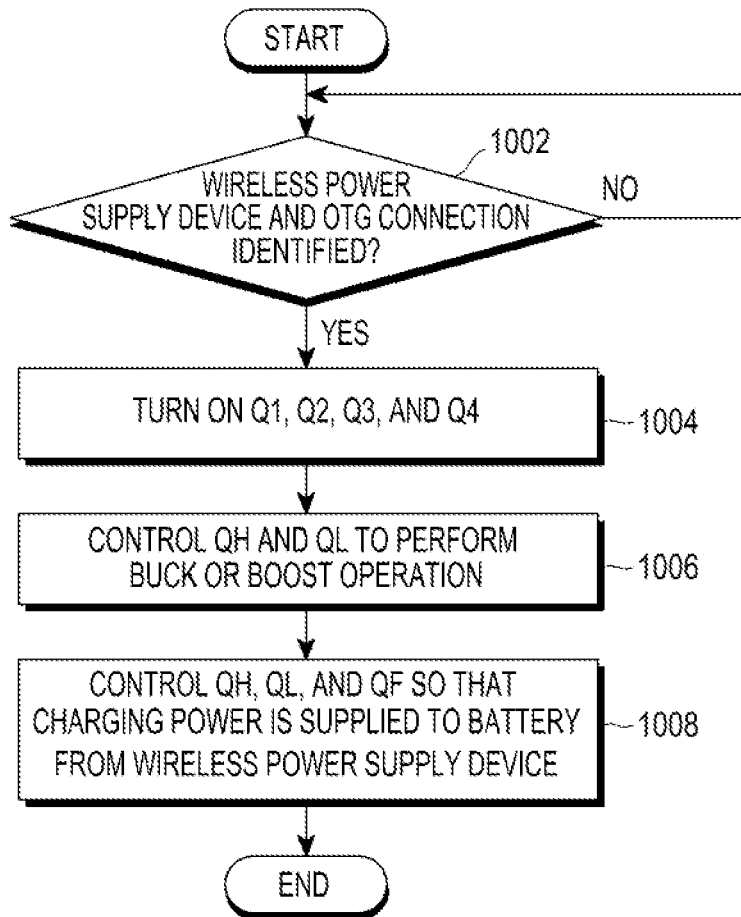 START
1002
WIRELESS POWER
SUPPLY DEVICE AND OTG CONNECTION
IDENTIFIED?
NO
YES
TURN ON Q1, Q2, Q3, AND Q4
1004
CONTROL QH AND QL TO PERFORM
BUCK OR BOOST OPERATION
1006
CONTROL QH, QL, AND QF SO THAT
CHARGING POWER IS SUPPLIED TO BATTERY
FROM WIRELESS POWER SUPPLY DEVICE
1008
END